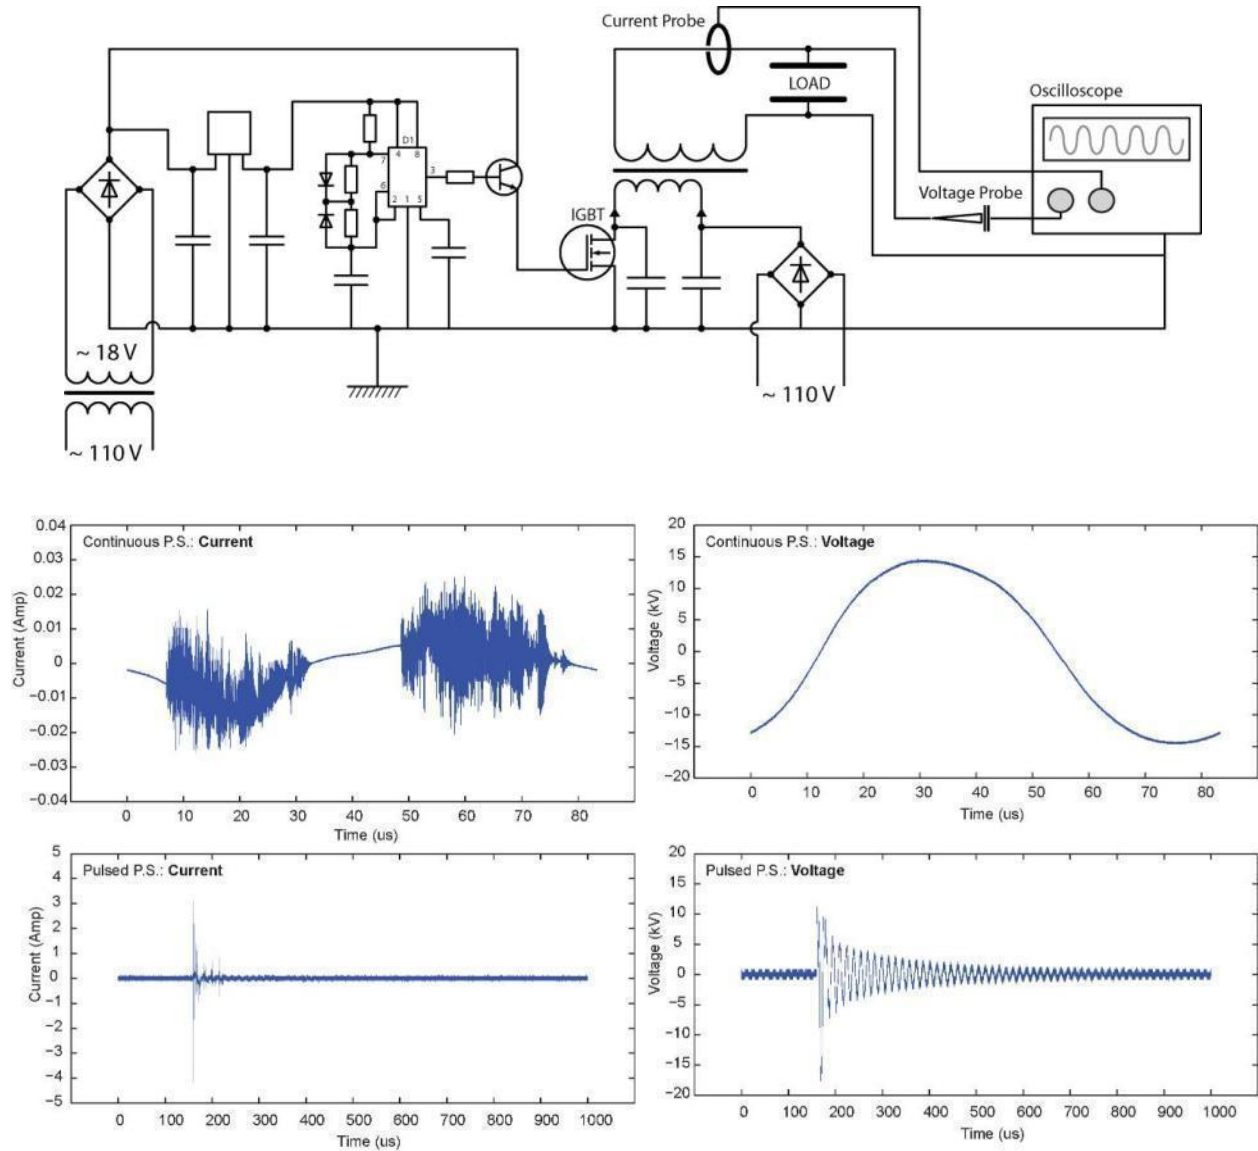 Current Probe
LOAD
Oscilloscope
D1
7
4
8
3
6
2
1
5
IGBT
Voltage Probe
~ 18 V
~ 110 V
~ 110 V
Continuous P.S.: Current
Current (Amp)
0.04
0.03
0.02
0.01
0
−0.01
−0.02
−0.03
−0.04
0 10 20 30 40 50 60 70 80
Time (us)
Continuous P.S.: Voltage
Voltage (kV)
20
15
10
5
0
−5
−10
−15
−20
0 10 20 30 40 50 60 70 80
Time (us)
Pulsed P.S.: Current
Current (Amp)
5
4
3
2
1
0
−1
−2
−3
−4
−5
0 100 200 300 400 500 600 700 800 900 1000
Time (us)
Pulsed P.S.: Voltage
Voltage (kV)
20
15
10
5
0
−5
−10
−15
−20
0 100 200 300 400 500 600 700 800 900 1000
Time (us)